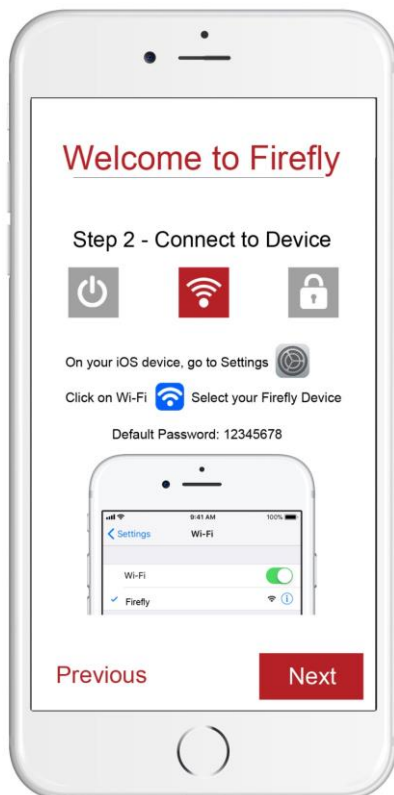 Welcome to Firefly
Step 2 - Connect to Device
On your iOS device, go to Settings
Click on Wi-Fi Select your Firefly Device
Default Password: 12345678
9:41 AM 100%
Settings Wi-Fi
Wi-Fi
Firefly
Previous Next